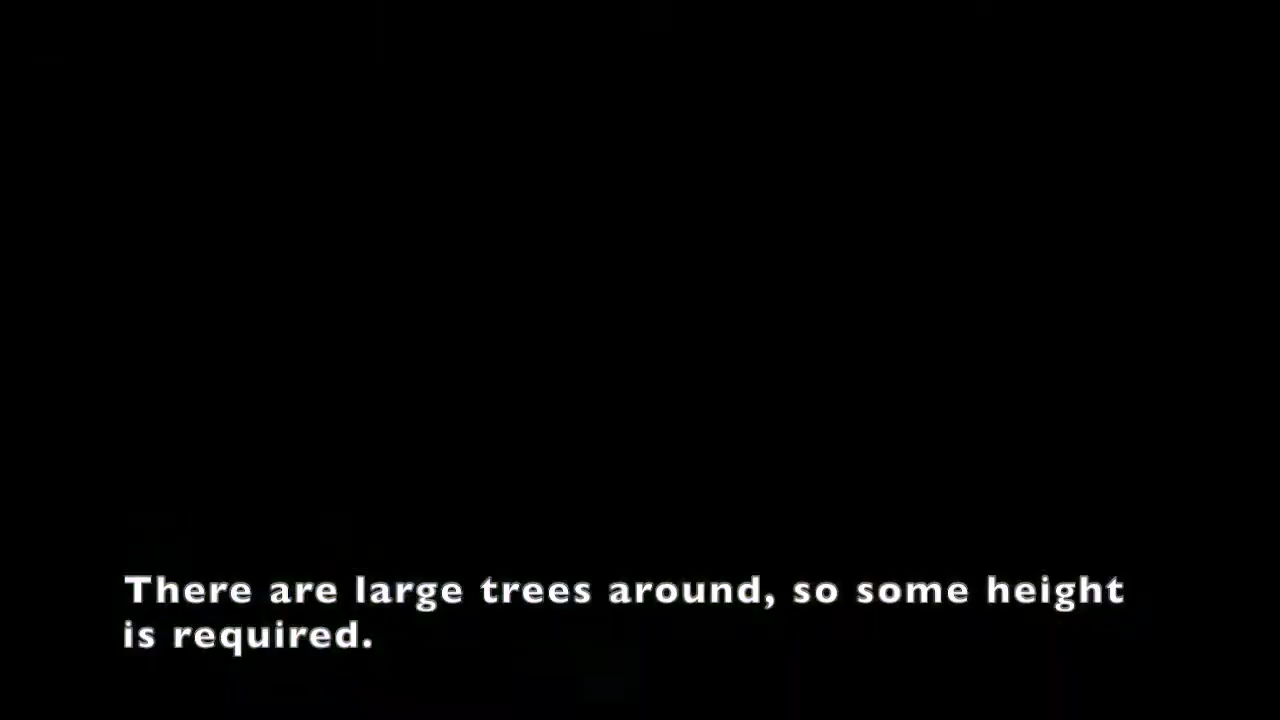 There are large trees around, so some height
is required.